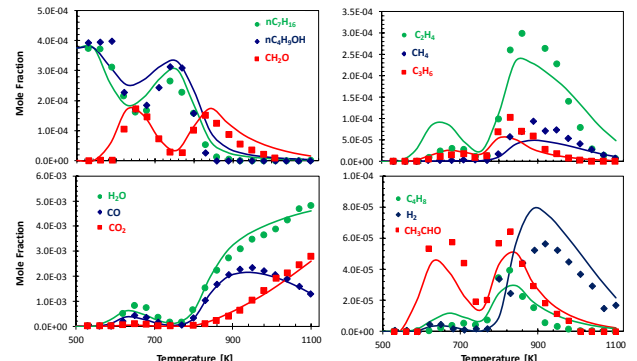 5.0E-04
4.0E-04
3.0E-04
2.0E-04
1.0E-04
0.0E+00
Mole Fraction
nC7H16
nC4H9OH
CH2O
3.5E-04
3.0E-04
2.5E-04
2.0E-04
1.5E-04
1.0E-04
5.0E-05
0.0E+00
C2H4
CH4
C3H6
6.0E-03
5.0E-03
4.0E-03
3.0E-03
2.0E-03
1.0E-03
0.0E+00
Mole Fraction
H2O
CO
CO2
500 700 900 1100
Temperature [K]
1.0E-04
8.0E-05
6.0E-05
4.0E-05
2.0E-05
0.0E+00
C4H8
H2
CH3CHO
500 600 700 800 900 1000 1100
Temperature [K]